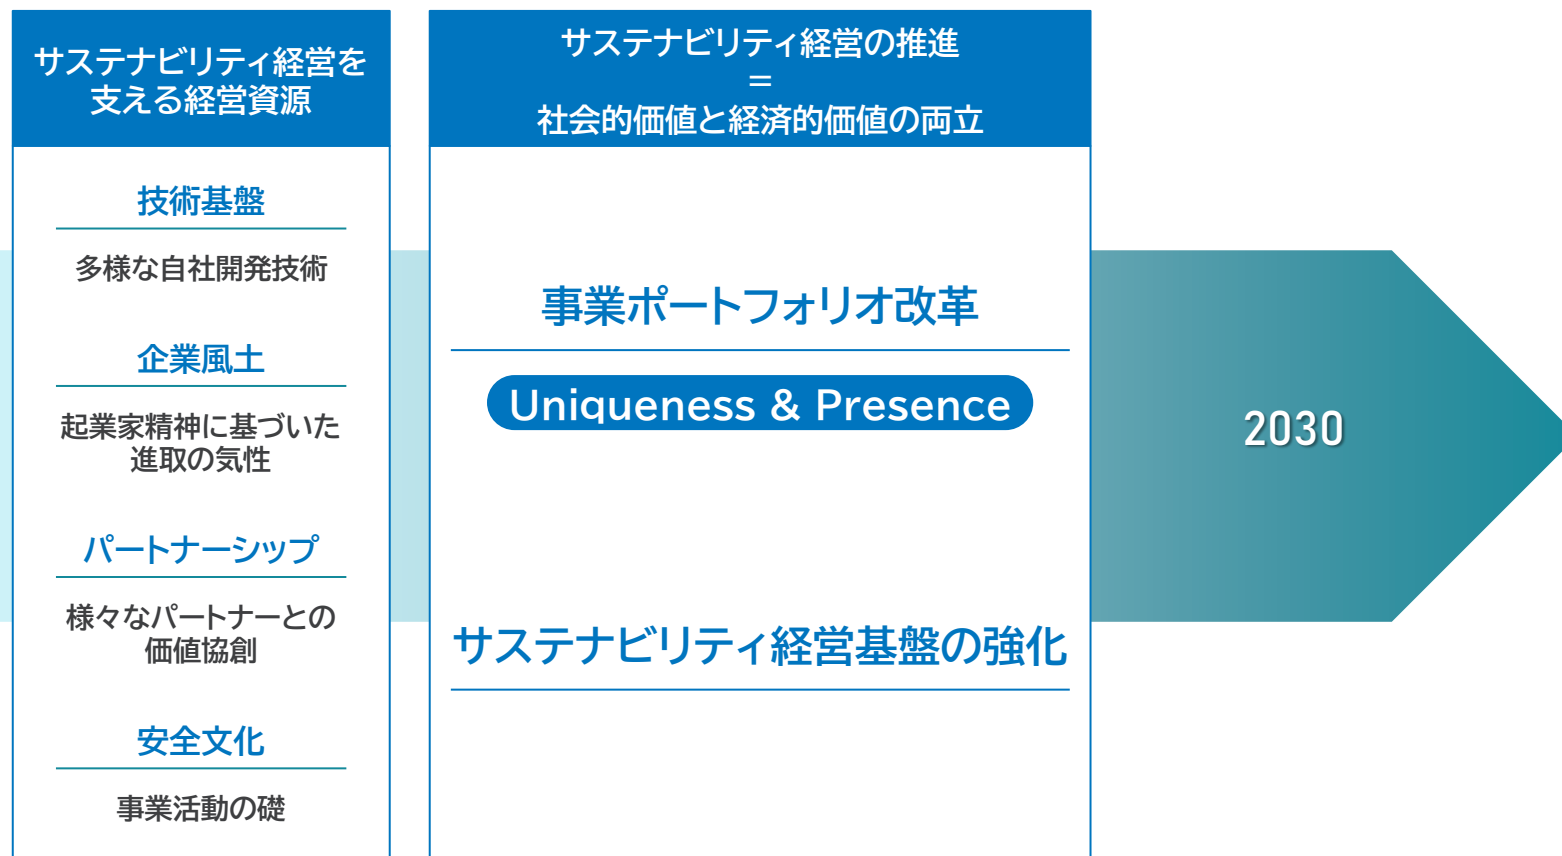 サステナビリティ経営を
支える経営資源
技術基盤
多様な自社開発技術
企業風土
起業家精神に基づいた
進取の気性
パートナーシップ
様々なパートナーとの
価値協創
安全文化
事業活動の礎
サステナビリティ経営の推進
＝
社会的価値と経済的価値の両立
事業ポートフォリオ改革
Uniqueness & Presence
サステナビリティ経営基盤の強化
2030